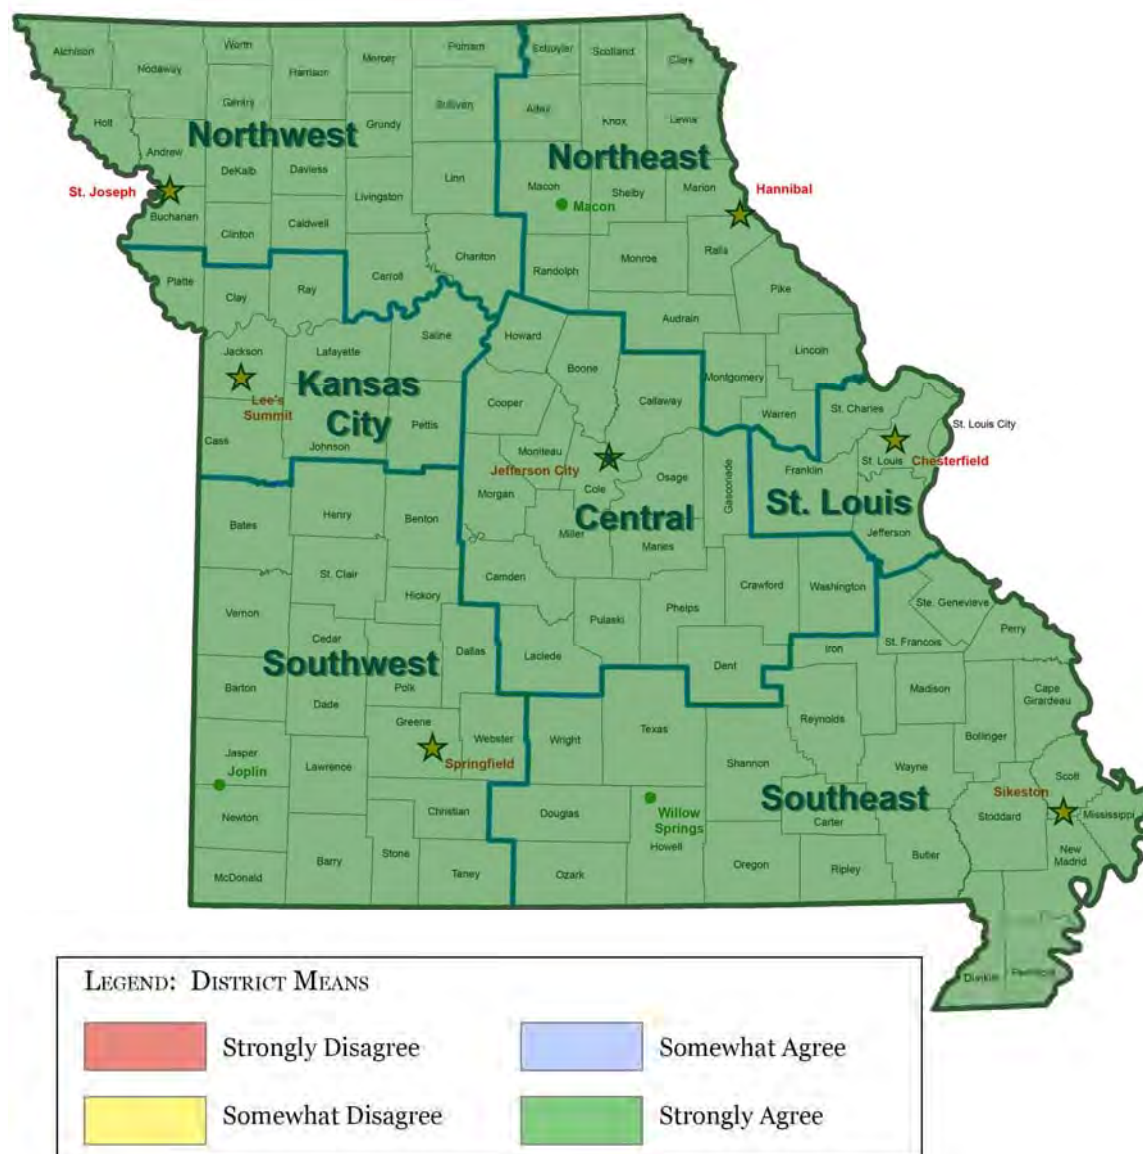 Atchison
Nodaway
Worth
Harrison
Mercer
Putnam
Schuyler
Scotland
Clark
Holt
Gentry
Grundy
Sullivan
Adair
Knox
Lewis
Northwest
Andrew
DeKalb
Daviess
Livingston
Linn
Northeast
Macon
Shelby
Marion
St. Joseph
Buchanan
Clinton
Caldwell
Macon
Hannibal
Platte
Clay
Ray
Carroll
Chariton
Randolph
Monroe
Ralls
Pike
Audrain
Saline
Howard
Boone
Jackson
Lafayette
Lee's
Summit
Kansas
City
Cooper
Callaway
Montgomery
Lincoln
Warren
St. Charles
St. Louis City
Cass
Johnson
Pettis
Moniteau
Jefferson City
Cole
Osage
Gasconade
Franklin
St. Louis
Chesterfield
Morgan
Central
St. Louis
Jefferson
Bates
Henry
Benton
Miller
Maries
St. Clair
Hickory
Camden
Pulaski
Phelps
Crawford
Washington
Ste. Genevieve
Perry
St. Francois
Vernon
Cedar
Southwest
Dallas
Laclede
Dent
Iron
Madison
Cape
Girardeau
Barton
Dade
Polk
Greene
Webster
Wright
Texas
Reynolds
Bollinger
Jasper
Joplin
Lawrence
Springfield
Shannon
Wayne
Scott
Sikeston
Mississippi
Southeast
Newton
Christian
Douglas
Willow
Springs
Howell
Carter
Stoddard
New
Madrid
McDonald
Barry
Stone
Taney
Ozark
Oregon
Ripley
Butler
Dunklin
Pemiscot
LEGEND: DISTRICT MEANS
Strongly Disagree
Somewhat Agree
Somewhat Disagree
Strongly Agree